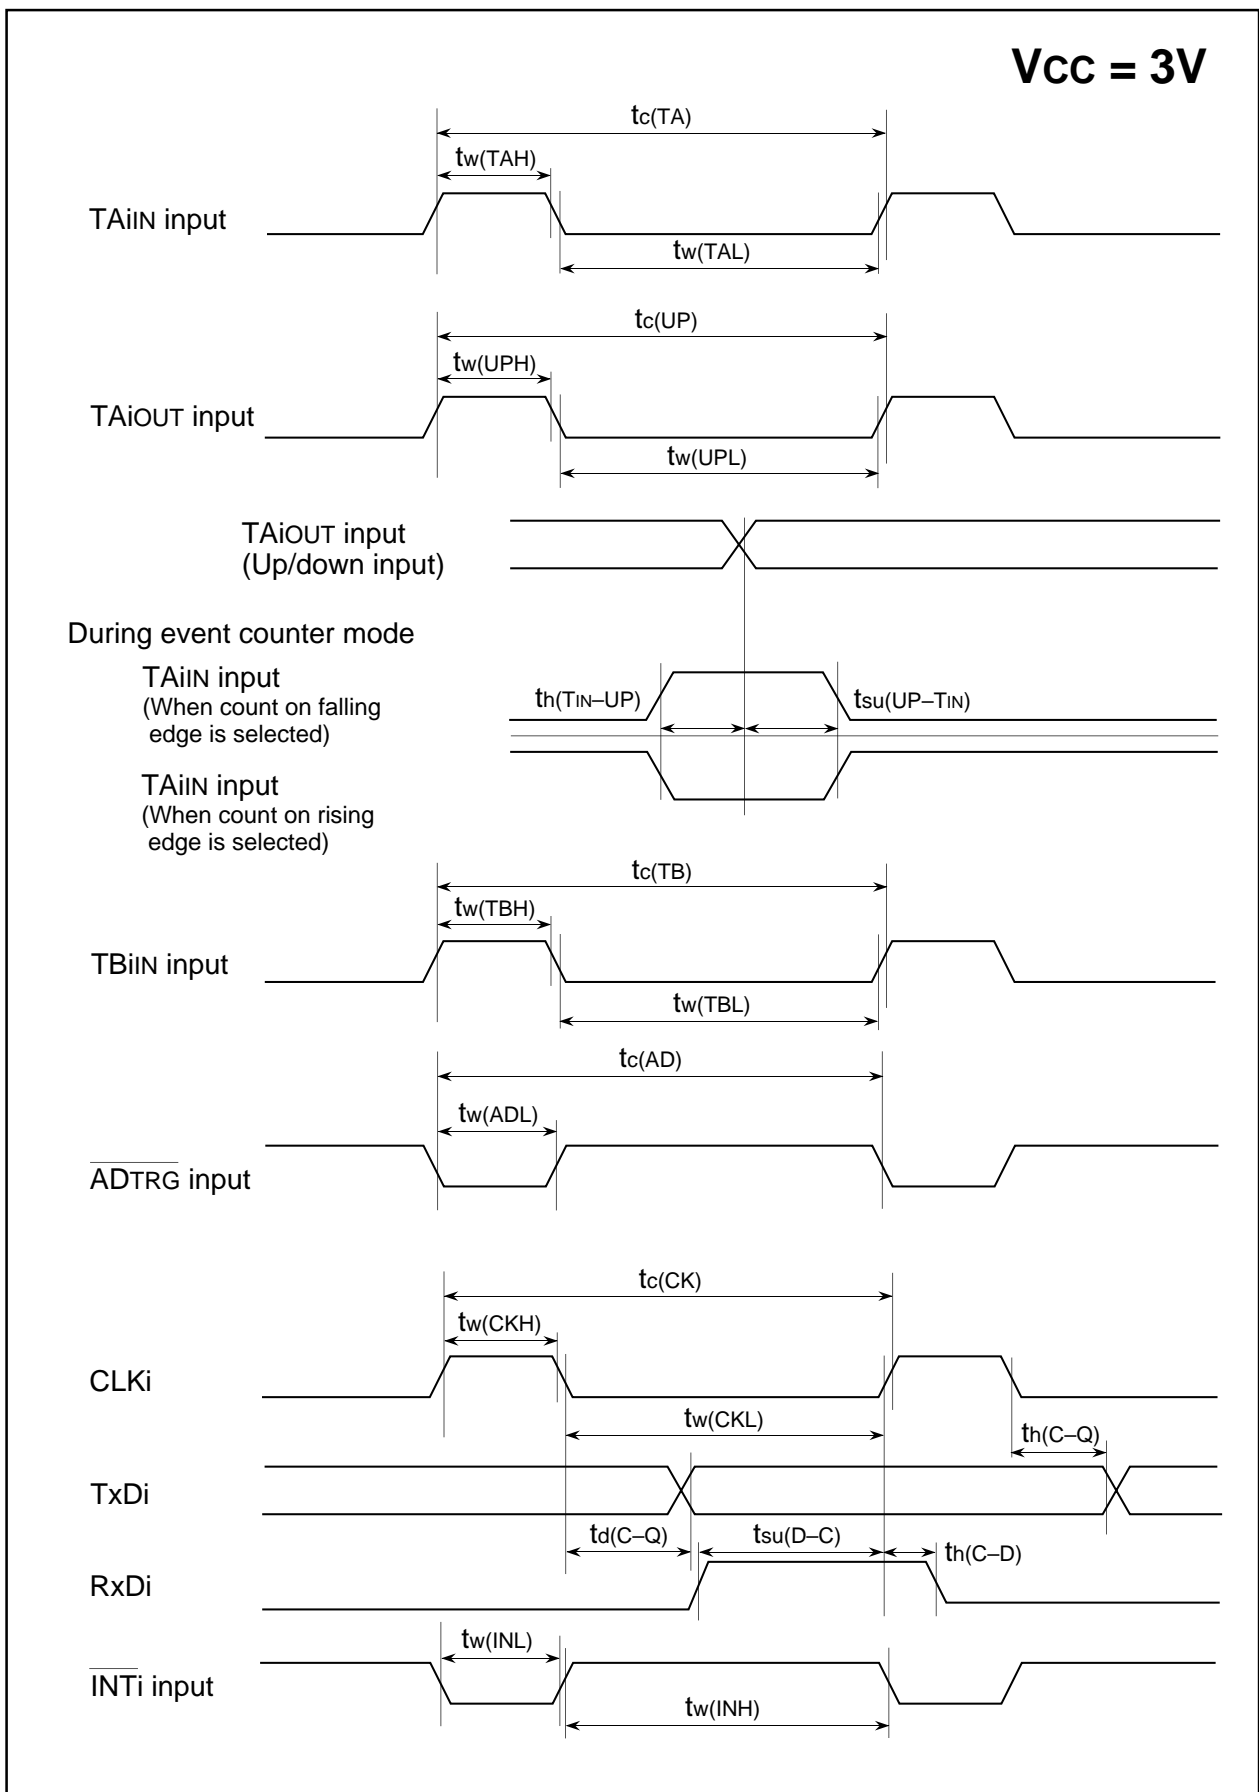 VCC = 3V
tc(TA)
tw(TAH)
TAiIN input
tw(TAL)
tc(UP)
tw(UPH)
TAiOUT input
tw(UPL)
TAiOUT input
(Up/down input)
During event counter mode
TAiIN input
(When count on falling
edge is selected)
th(TIN–UP)
tsu(UP–TIN)
TAiIN input
(When count on rising
edge is selected)
tc(TB)
tw(TBH)
TBiIN input
tw(TBL)
tc(AD)
tw(ADL)
ADTRG input
tc(CK)
tw(CKH)
CLKi
tw(CKL)
th(C–Q)
TxDi
td(C–Q)
tsu(D–C)
th(C–D)
RxDi
tw(INL)
INTi input
tw(INH)